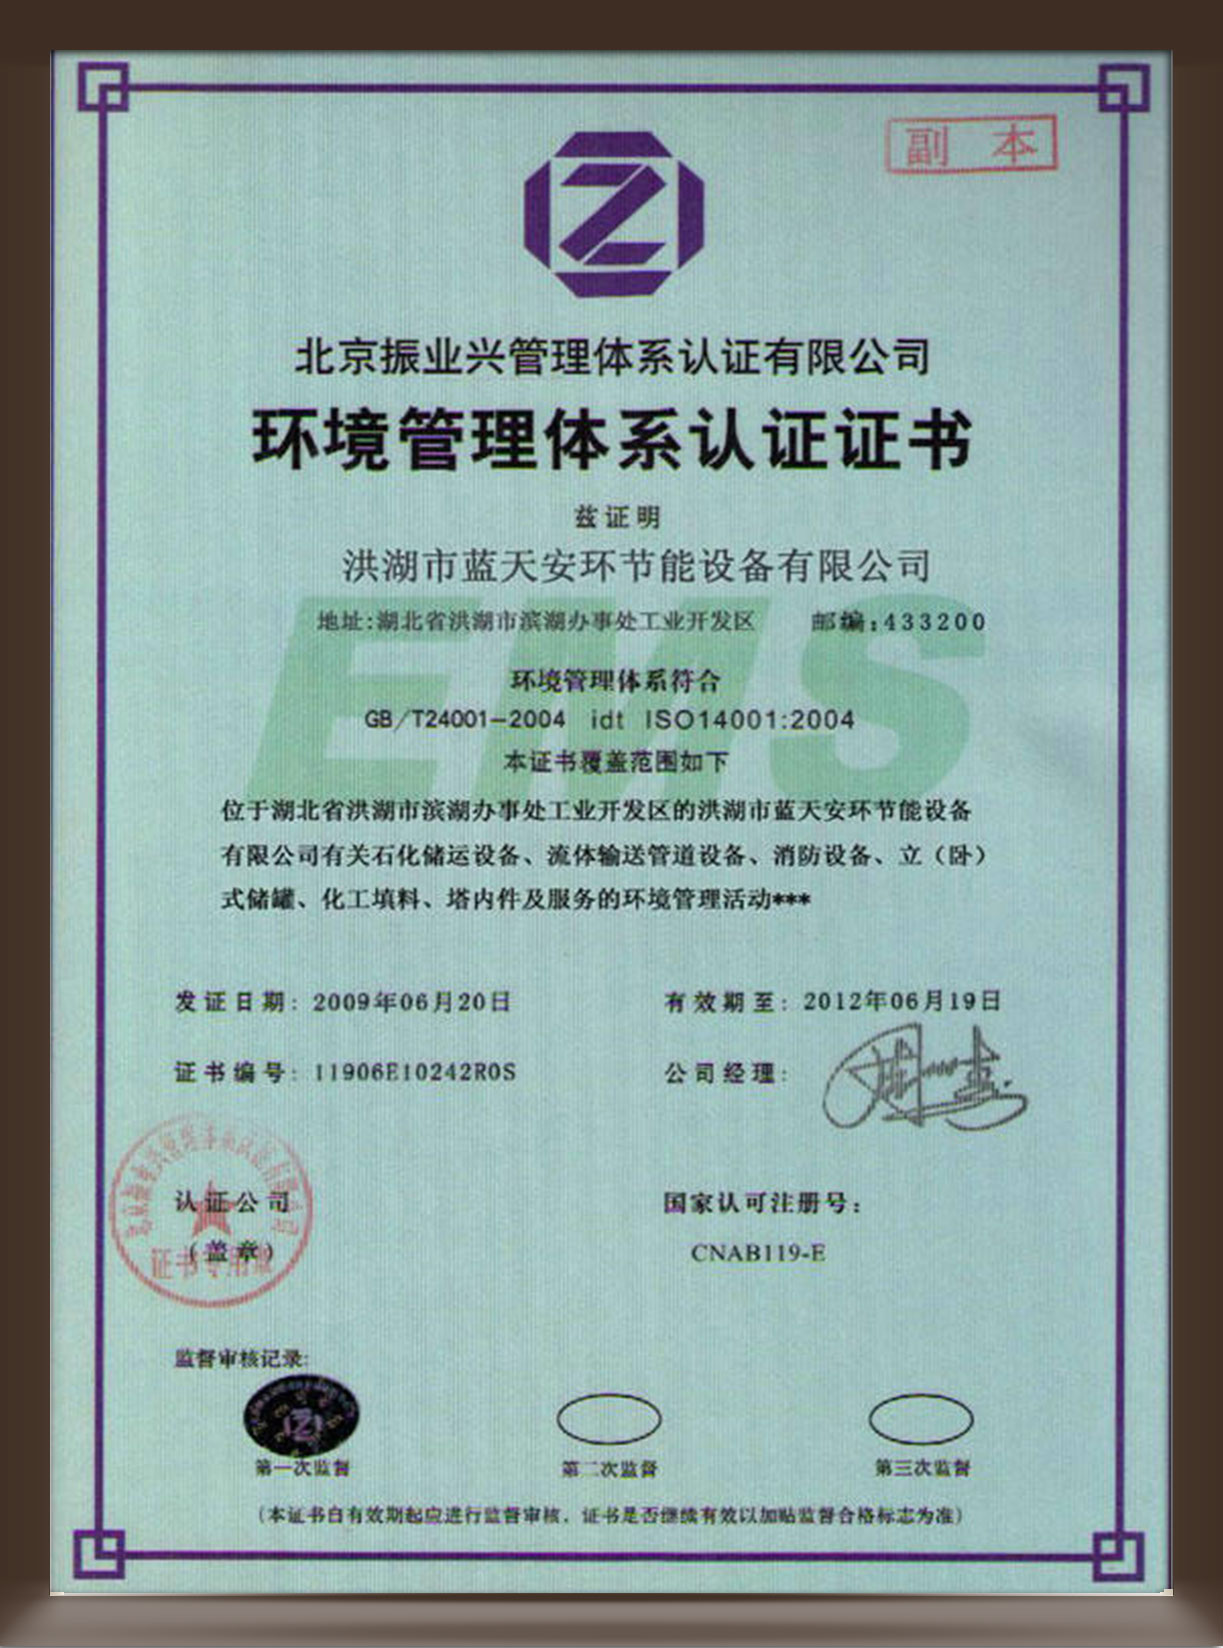 副 本
Z
北京振业兴管理体系认证有限公司
环境管理体系认证证书
兹证明
洪湖市蓝天安环节能设备有限公司
地址:湖北省洪湖市滨湖办事处工业开发区 邮编:433200
EMS
环境管理体系符合
GB/T24001-2004 idt ISO14001:2004
本证书覆盖范围如下
位于湖北省洪湖市滨湖办事处工业开发区的洪湖市蓝天安环节能设备
有限公司有关石化储运设备、流体输送管道设备、消防设备、立（卧）
式储罐、化工填料、塔内件及服务的环境管理活动***
发证日期: 2009年06月20日 有效期至: 2012年06月19日
证书编号: 11906E10242R0S 公司经理:
认证公司 国家认可注册号:
(盖章) CNAB119-E
证书专用章
监督审核记录:
Z
第一次监督 第二次监督 第三次监督
(本证书自有效期起应进行监督审核，证书是否继续有效以加贴监督合格标志为准)